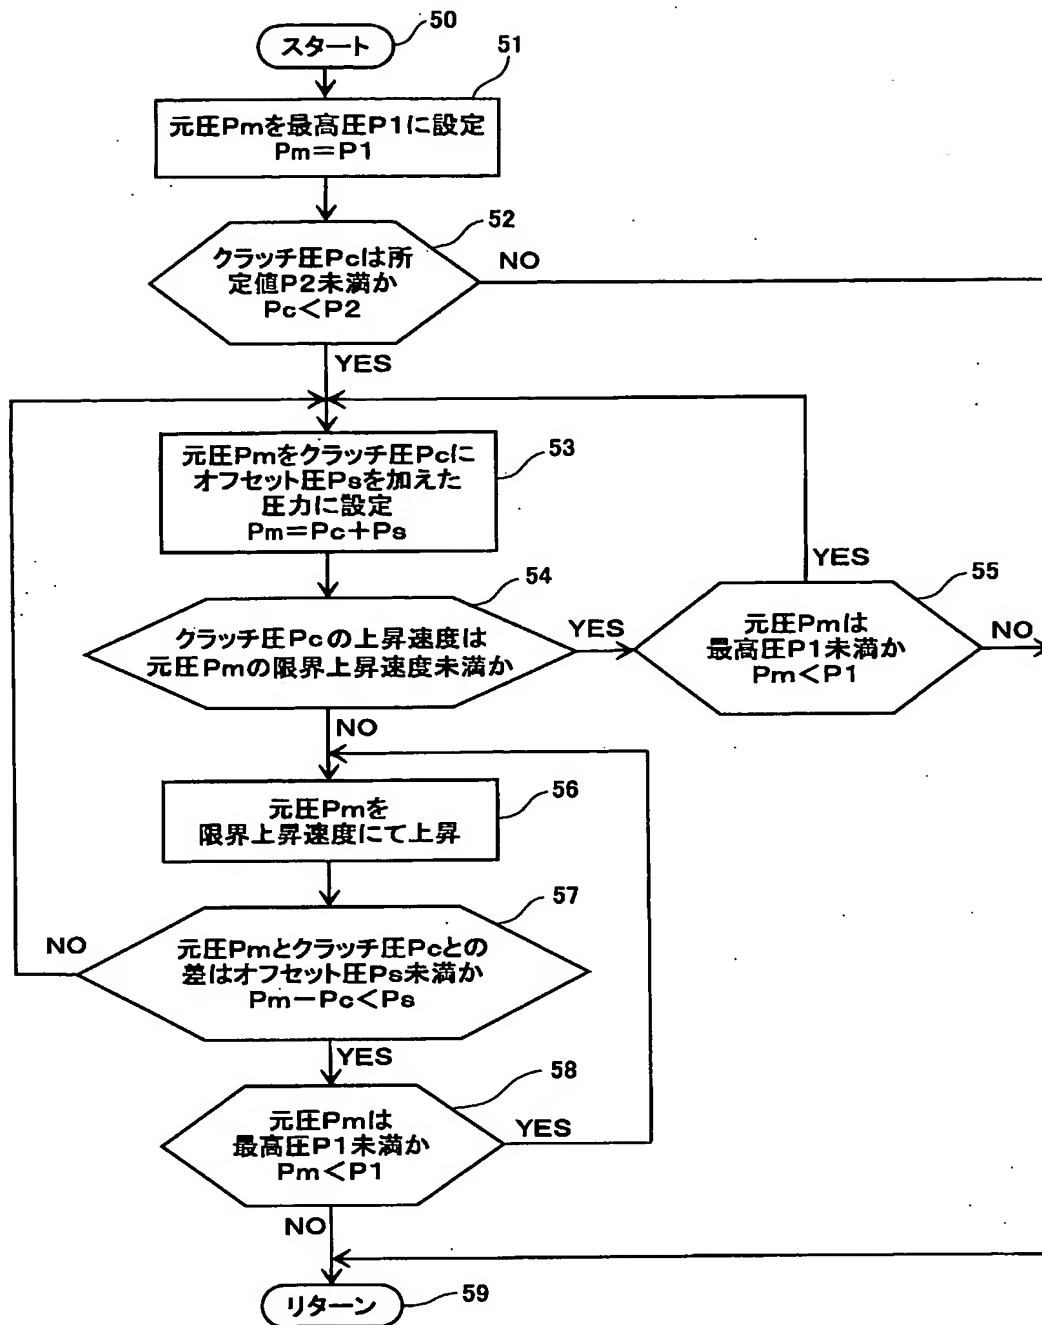 スタート
50
51
元圧Pmを最高圧P1に設定
Pm=P1
52
クラッチ圧Pcは所
定値P2未満か
Pc<P2
NO
YES
53
元圧Pmをクラッチ圧Pcに
オフセット圧Psを加えた
圧力に設定
Pm=Pc+Ps
54
クラッチ圧Pcの上昇速度は
元圧Pmの限界上昇速度未満か
YES
NO
YES
55
元圧Pmは
最高圧P1未満か
Pm<P1
NO
56
元圧Pmを
限界上昇速度にて上昇
57
元圧Pmとクラッチ圧Pcとの
差はオフセット圧Ps未満か
Pm−Pc<Ps
NO
YES
58
元圧Pmは
最高圧P1未満か
Pm<P1
YES
NO
リターン
59